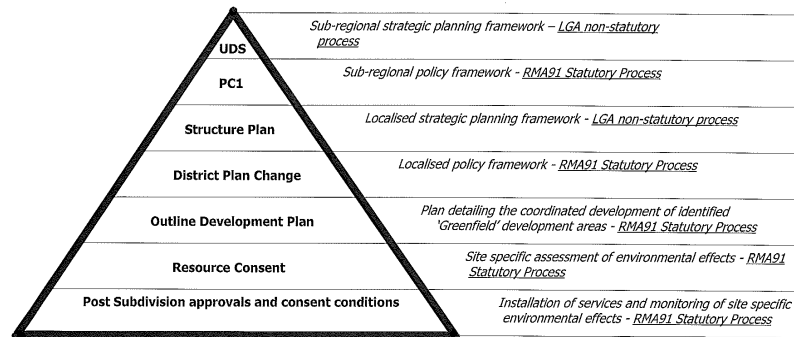 Sub-regional strategic planning framework – LGA non-statutory
process
UDS
Sub-regional policy framework - RMA91 Statutory Process
PC1
Localised strategic planning framework - LGA non-statutory process
Structure Plan
Localised policy framework - RMA91 Statutory Process
District Plan Change
Plan detailing the coordinated development of identified
'Greenfield' development areas - RMA91 Statutory Process
Outline Development Plan
Site specific assessment of environmental effects - RMA91
Statutory Process
Resource Consent
Post Subdivision approvals and consent conditions
Installation of services and monitoring of site specific
environmental effects - RMA91 Statutory Process